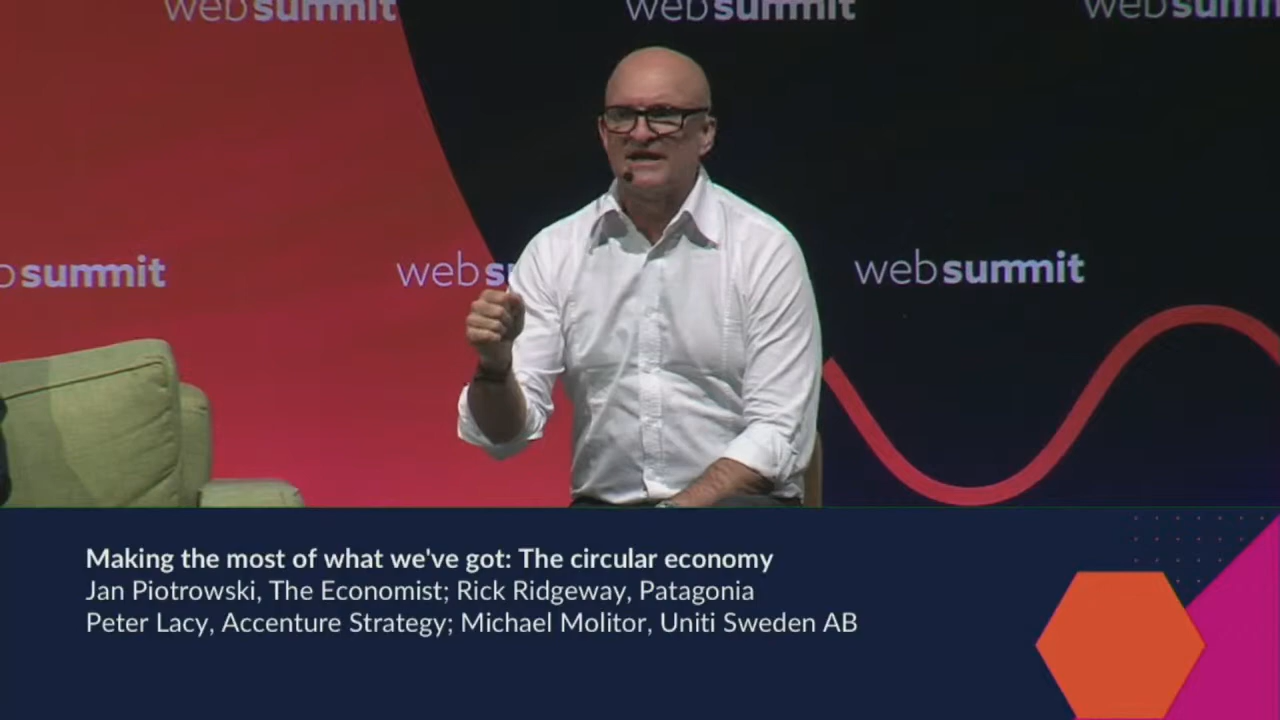 websummit
websummit
websumm
b summit
web s
websummit
Making the most of what we've got: The circular economy
Jan Piotrowski, The Economist; Rick Ridgeway, Patagonia
Peter Lacy, Accenture Strategy; Michael Molitor, Uniti Sweden AB